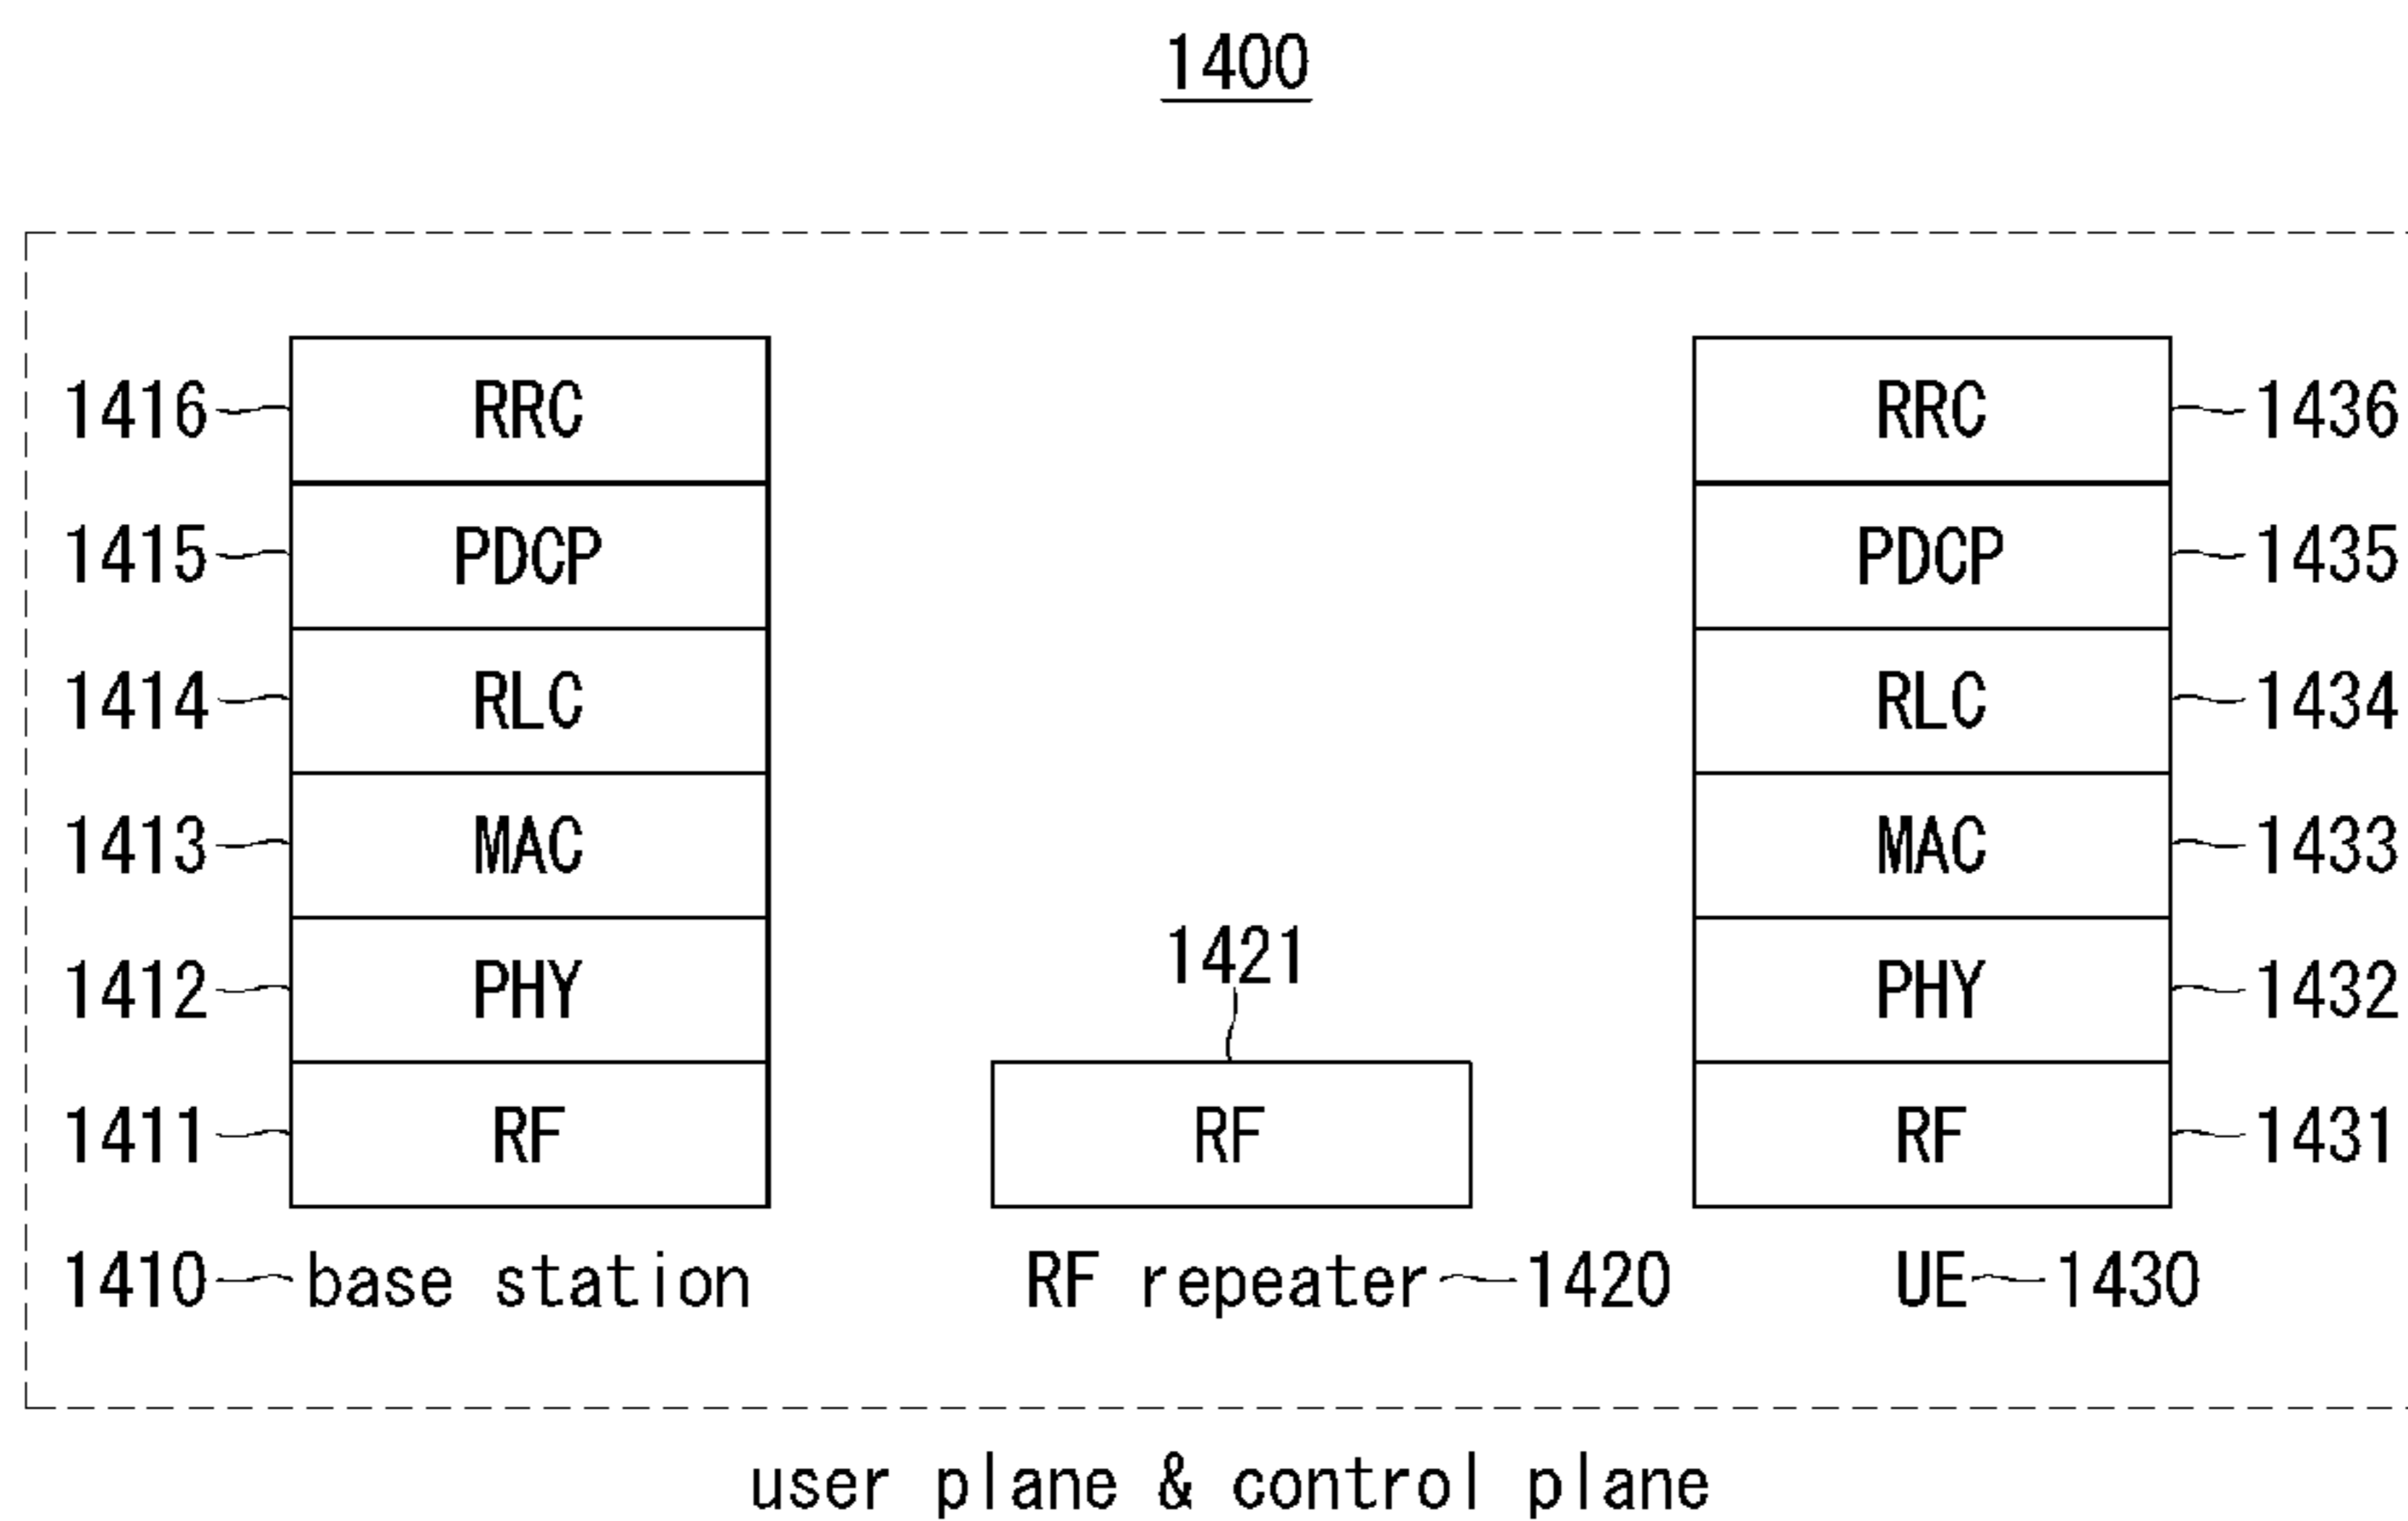 1400
1416 RRC RRC 1436
1415 PDCP PDCP 1435
1414 RLC RLC 1434
1413 MAC MAC 1433
1421
1412 PHY PHY 1432
1411 RF RF RF 1431
1410 base station RF repeater 1420 UE 1430
user plane & control plane